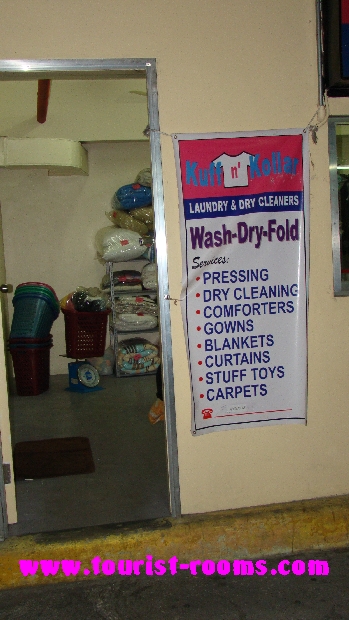 Kuff n' Kollar
LAUNDRY & DRY CLEANERS
Wash-Dry-Fold
Services:
• PRESSING
• DRY CLEANING
• COMFORTERS
• GOWNS
• BLANKETS
• CURTAINS
• STUFF TOYS
• CARPETS
www.tourist-rooms.com